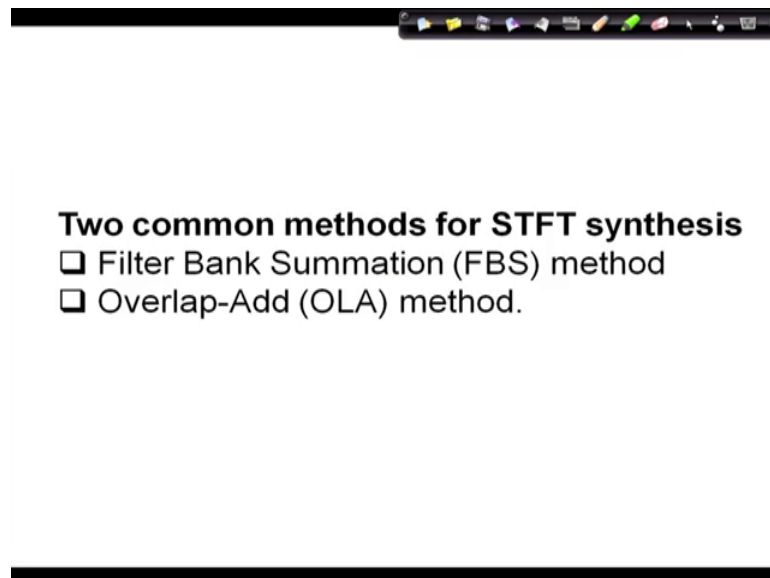 Two common methods for STFT synthesis
❑ Filter Bank Summation (FBS) method
❑ Overlap-Add (OLA) method.